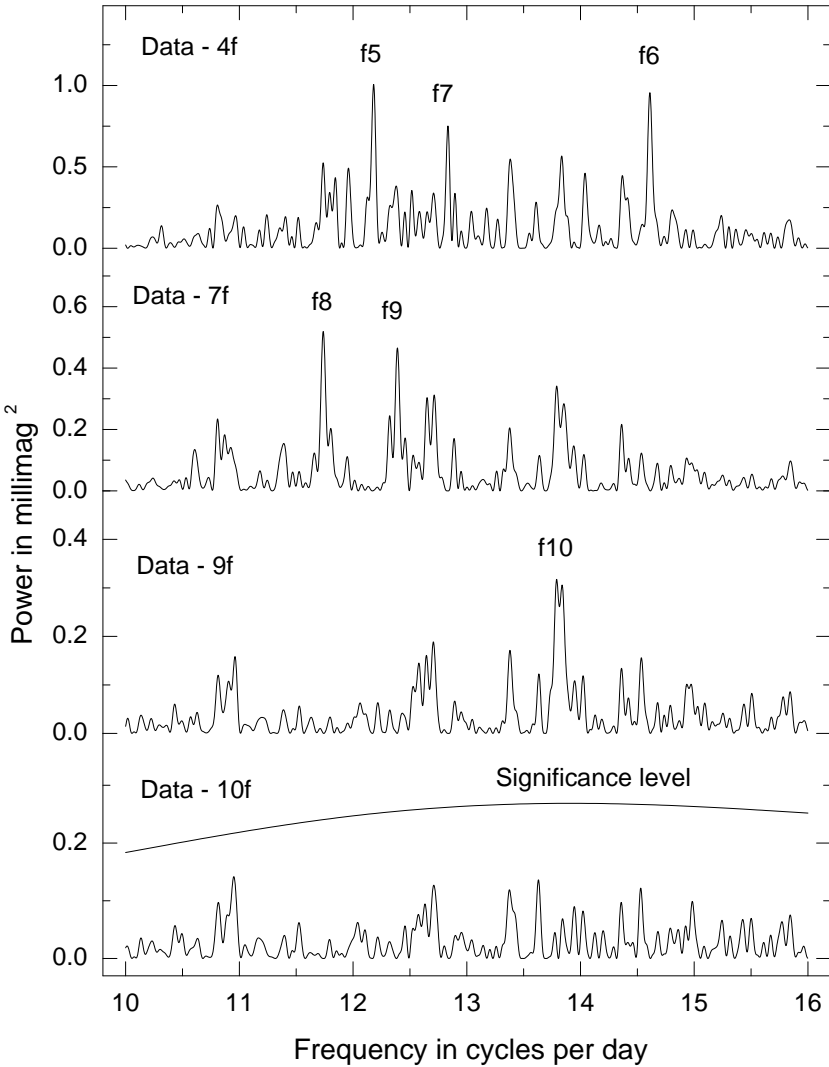 Data - 4f
f5
f7
f6
1.0
0.5
0.0
Data - 7f
f8
f9
0.6
0.4
0.2
0.0
Data - 9f
f10
0.4
0.2
0.0
Data - 10f
Significance level
0.2
0.0
10 11 12 13 14 15 16
Frequency in cycles per day
Power in millimag 2